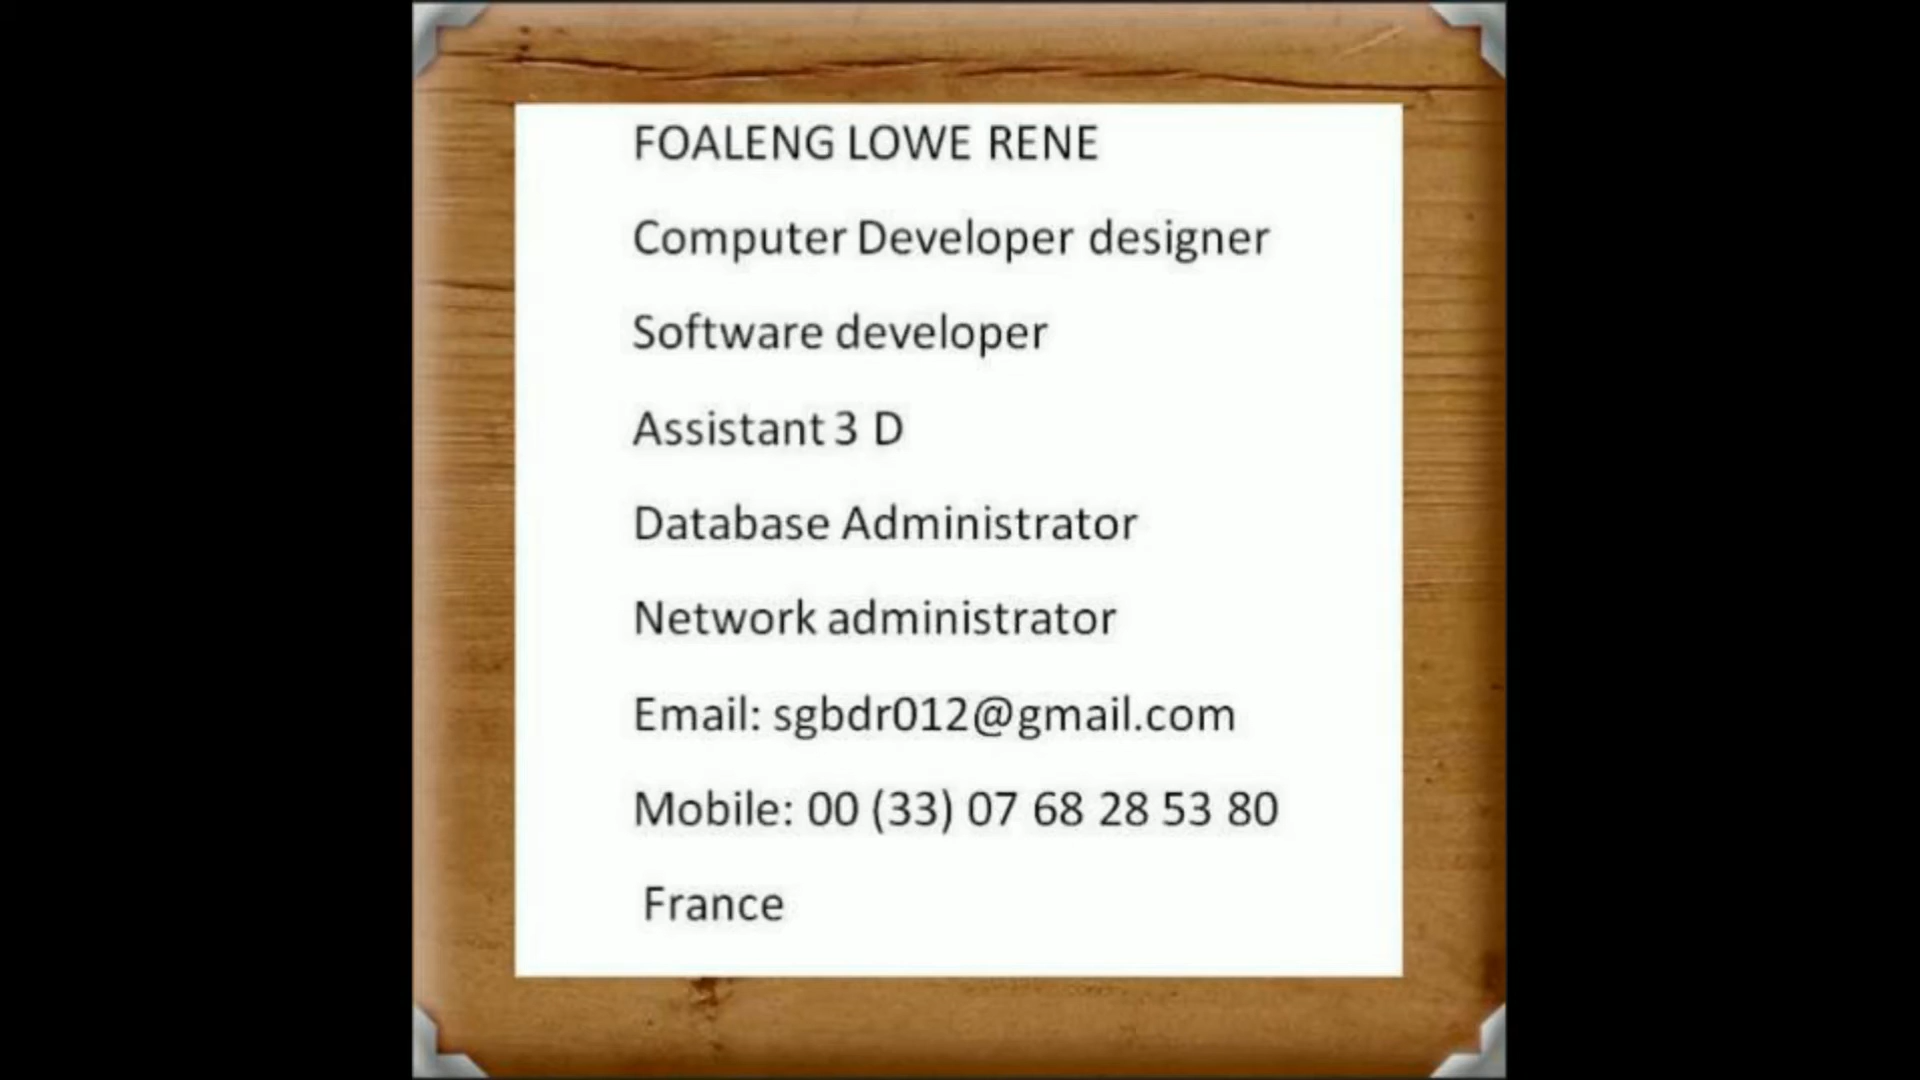 FOALENG LOWE RENE
Computer Developer designer
Software developer
Assistant 3 D
Database Administrator
Network administrator
Email: sgbdr012@gmail.com
Mobile: 00 (33) 07 68 28 53 80
France